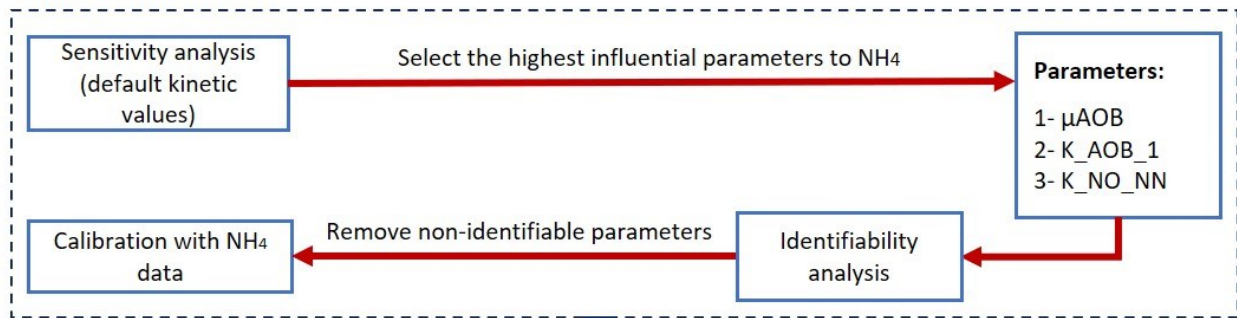 Sensitivity analysis
(default kinetic
values)
Select the highest influential parameters to NH₄
Parameters:
1- µAOB
2- K_AOB_1
3- K_NO_NN
Identifiability
analysis
Remove non-identifiable parameters
Calibration with NH₄
data